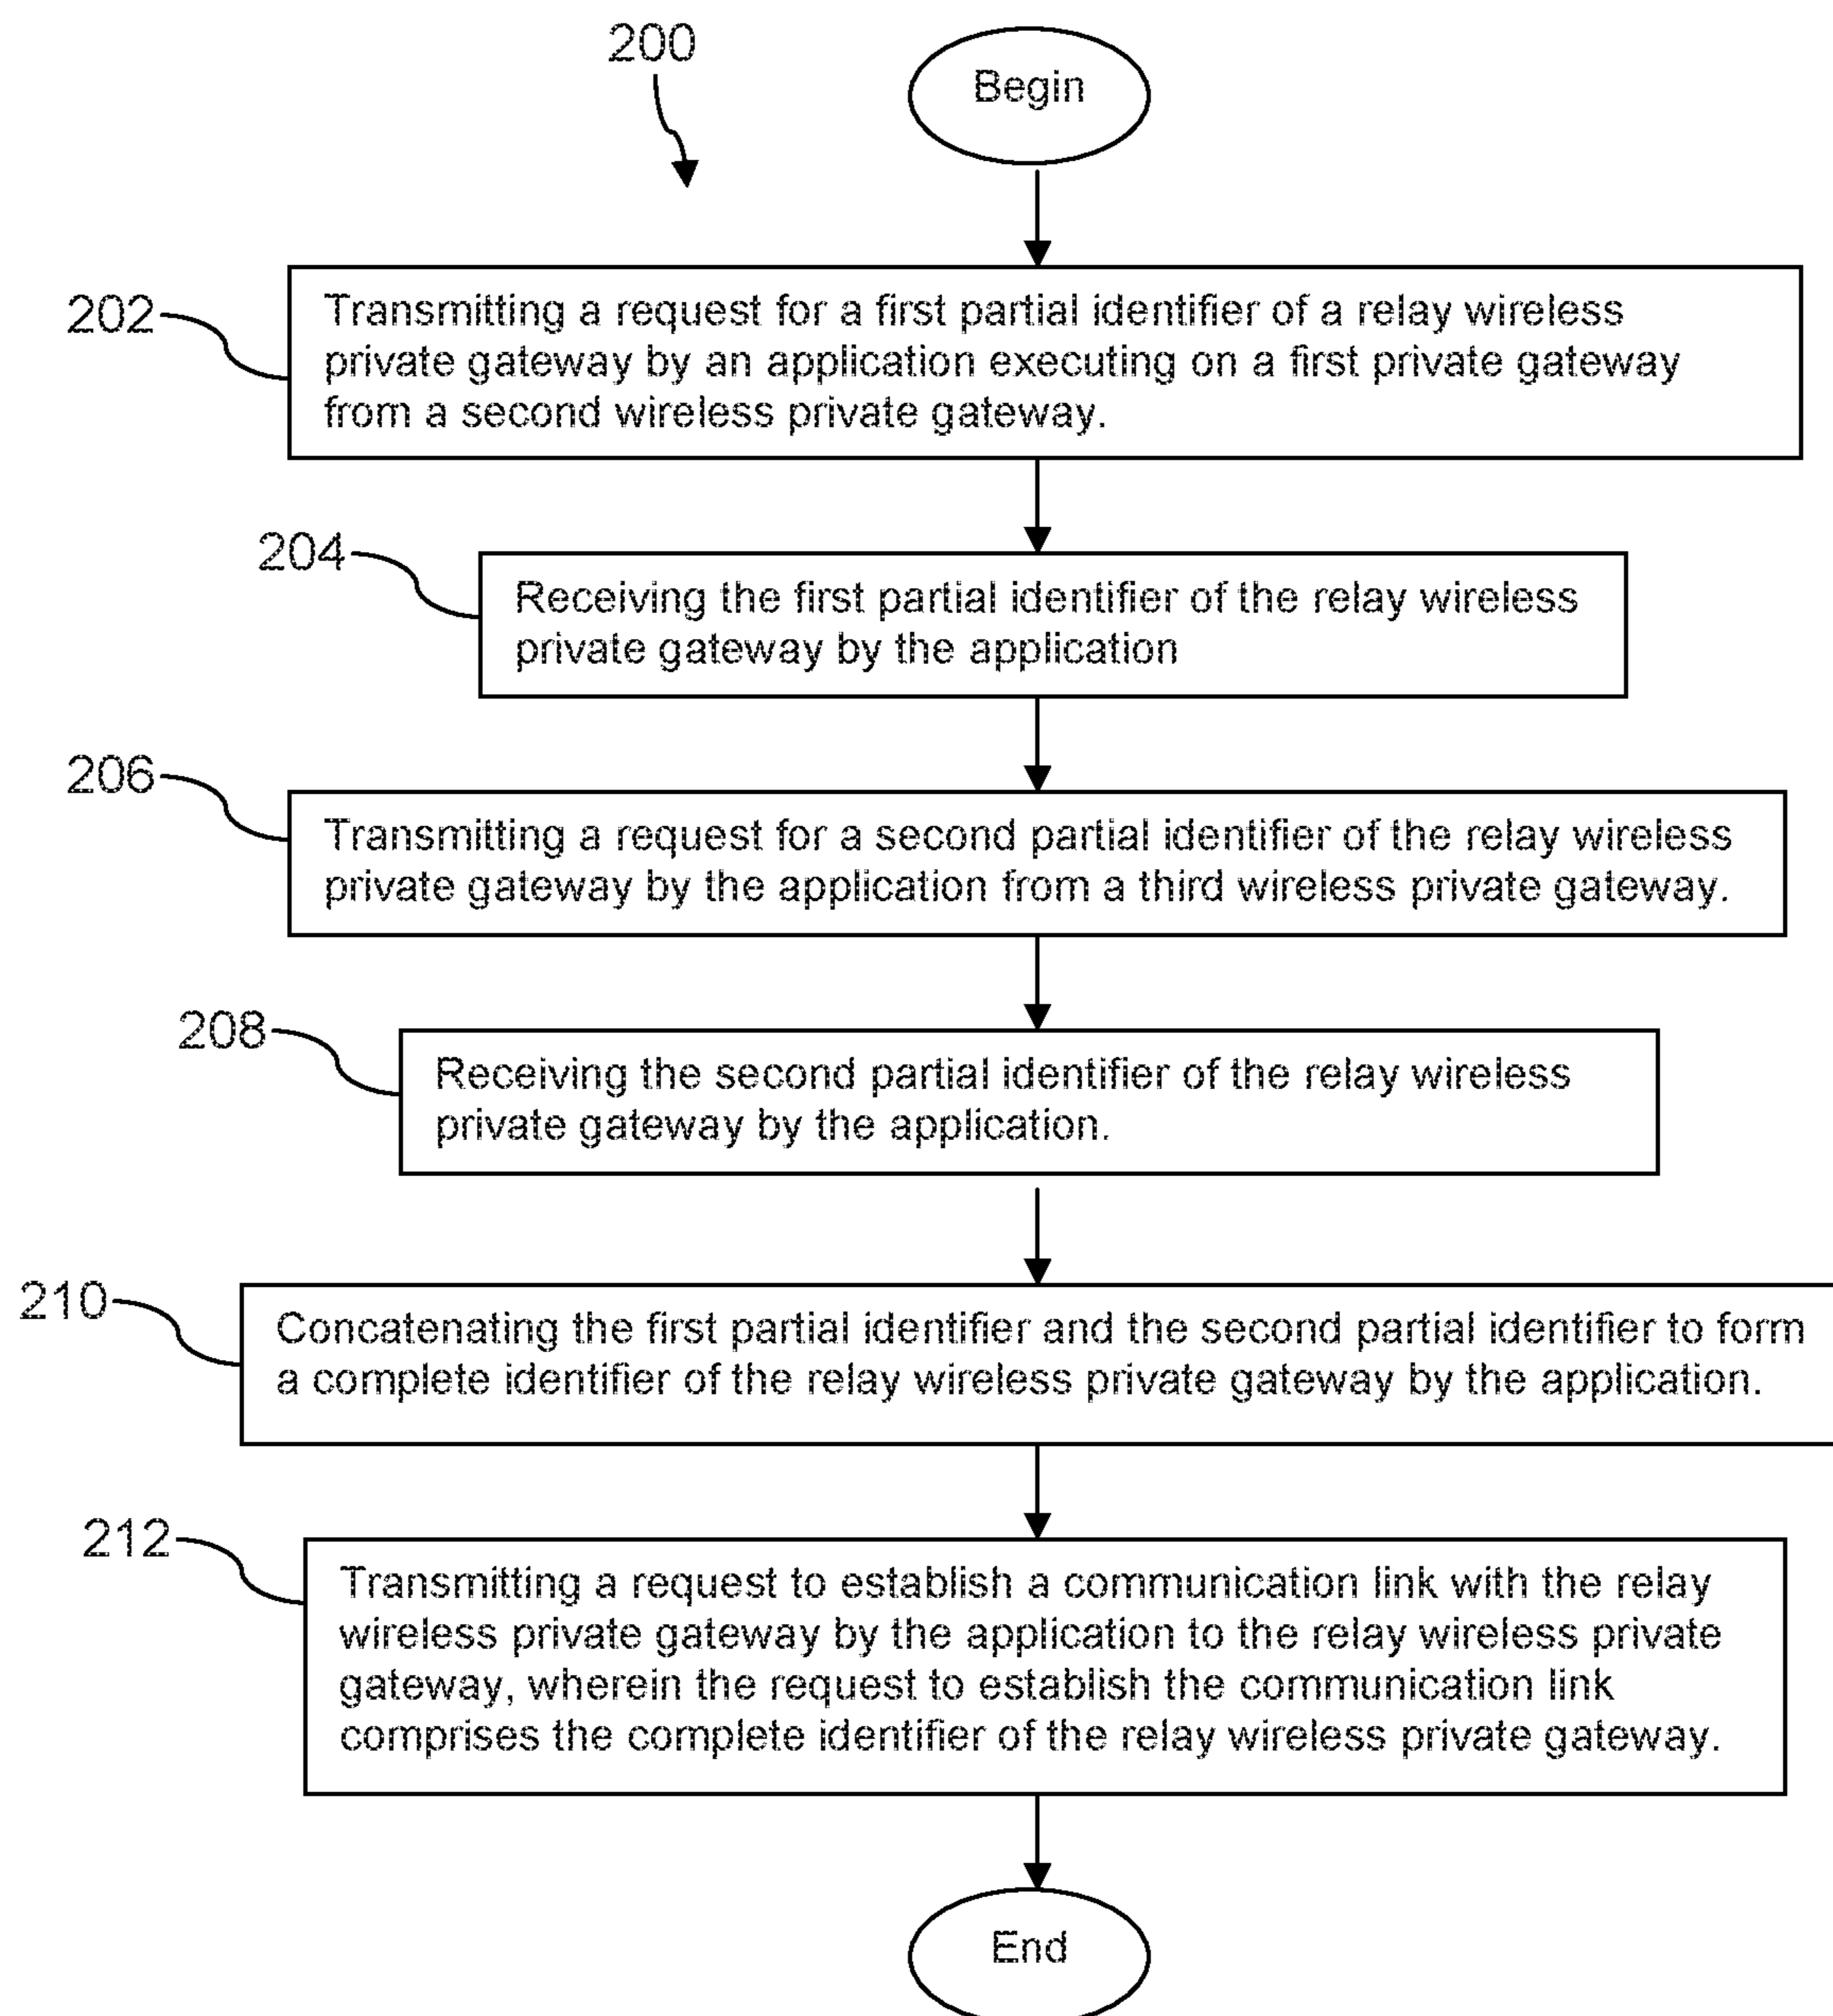 200
Begin
202
Transmitting a request for a first partial identifier of a relay wireless
private gateway by an application executing on a first private gateway
from a second wireless private gateway.
204
Receiving the first partial identifier of the relay wireless
private gateway by the application
206
Transmitting a request for a second partial identifier of the relay wireless
private gateway by the application from a third wireless private gateway.
208
Receiving the second partial identifier of the relay wireless
private gateway by the application.
210
Concatenating the first partial identifier and the second partial identifier to form
a complete identifier of the relay wireless private gateway by the application.
212
Transmitting a request to establish a communication link with the relay
wireless private gateway by the application to the relay wireless private
gateway, wherein the request to establish the communication link
comprises the complete identifier of the relay wireless private gateway.
End